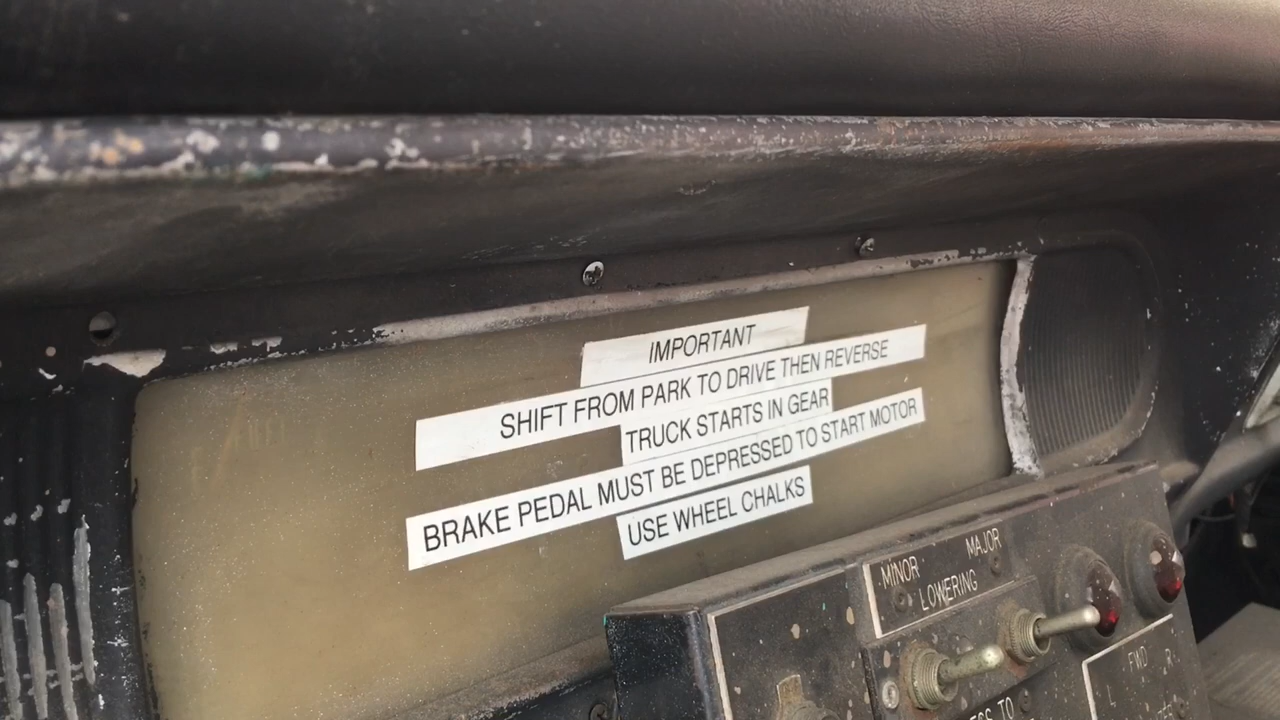 IMPORTANT
SHIFT FROM PARK TO DRIVE THEN REVERSE
TRUCK STARTS IN GEAR
BRAKE PEDAL MUST BE DEPRESSED TO START MOTOR
USE WHEEL CHALKS
MINOR MAJOR
LOWERING
FWD R
L
TO